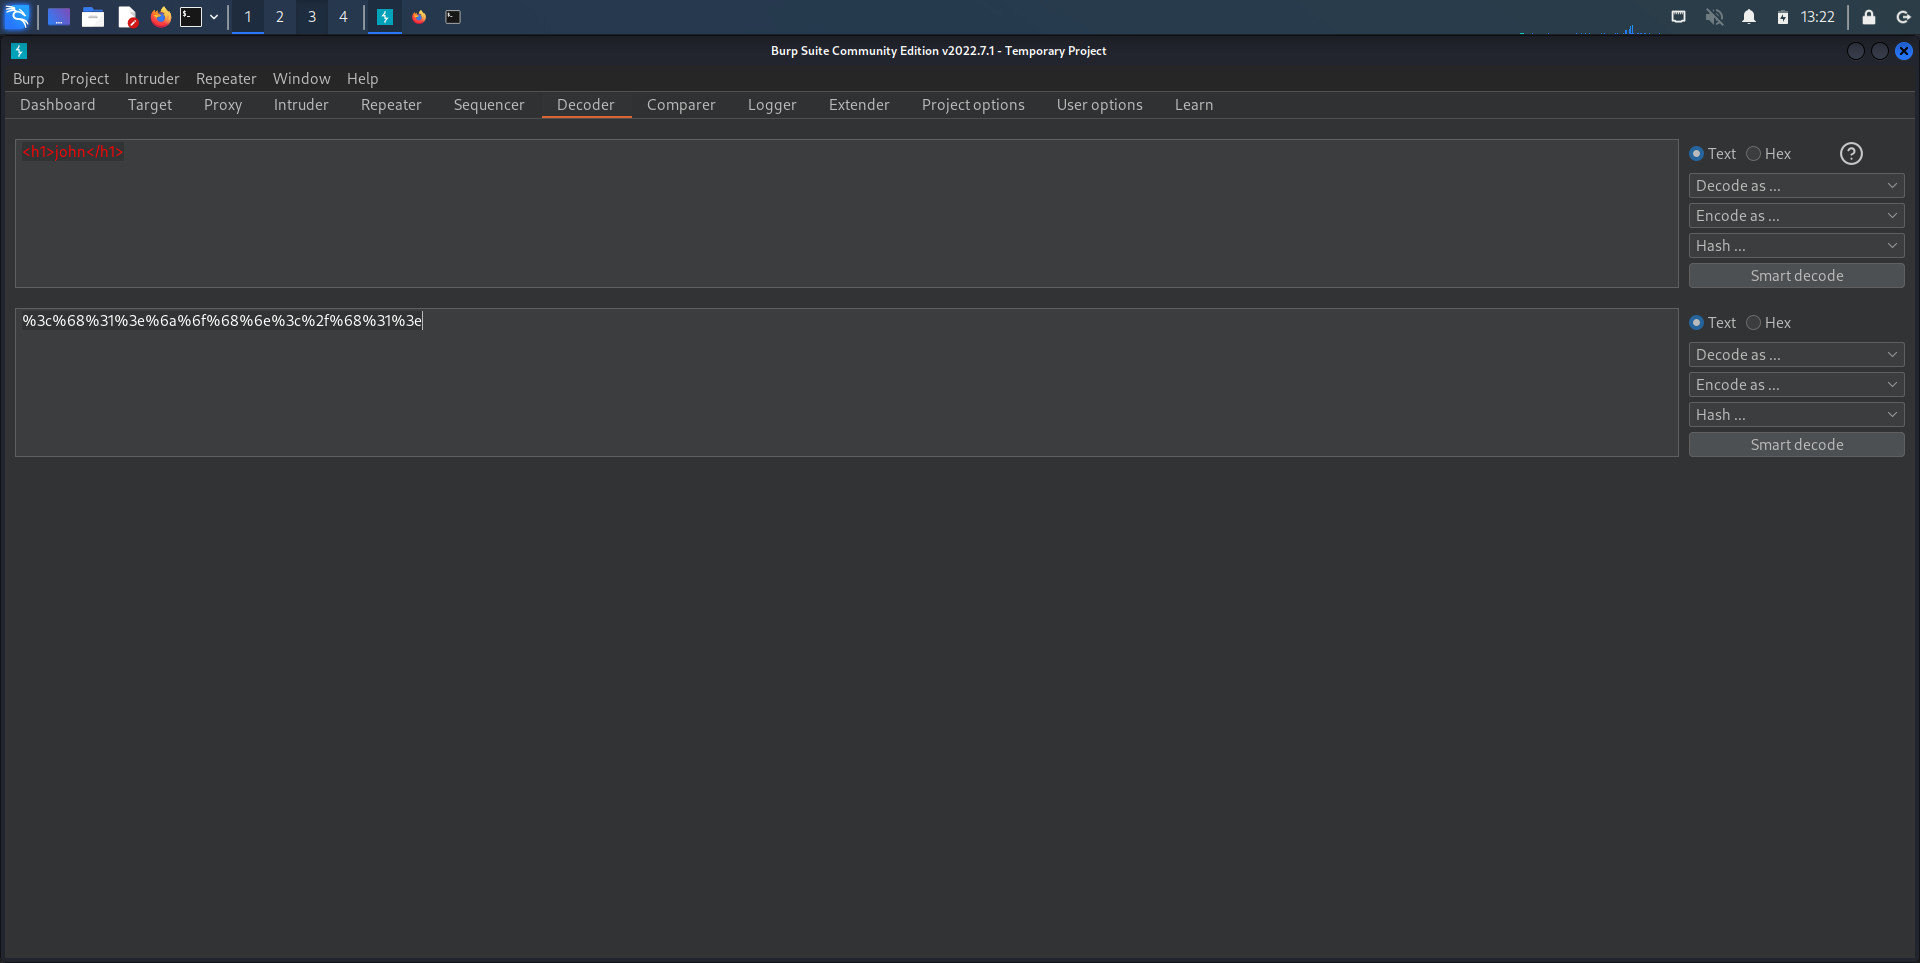 1 2 3 4 13:22
Burp Suite Community Edition v2022.7.1 - Temporary Project
Burp Project Intruder Repeater Window Help
Dashboard Target Proxy Intruder Repeater Sequencer Decoder Comparer Logger Extender Project options User options Learn
<h1>john</h1>
Text Hex ?
Decode as ...
Encode as ...
Hash ...
Smart decode
%3c%68%31%3e%6a%6f%68%6e%3c%2f%68%31%3e
Text Hex
Decode as ...
Encode as ...
Hash ...
Smart decode